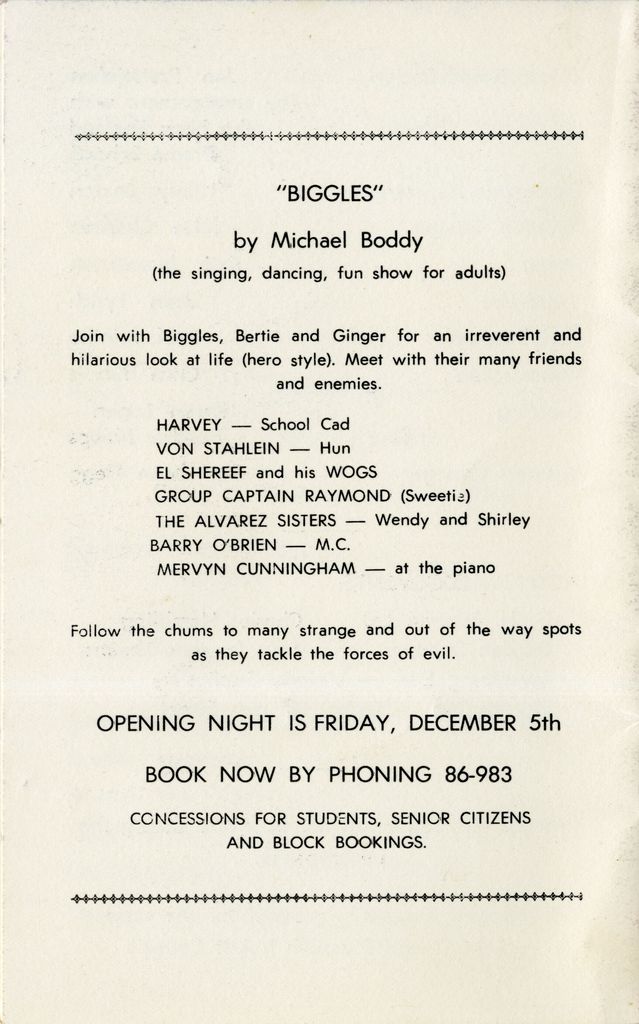 "BIGGLES"
by Michael Boddy
(the singing, dancing, fun show for adults)
Join with Biggles, Bertie and Ginger for an irreverent and
hilarious look at life (hero style). Meet with their many friends
and enemies.
HARVEY — School Cad
VON STAHLEIN — Hun
EL SHEREEF and his WOGS
GROUP CAPTAIN RAYMOND (Sweetie)
THE ALVAREZ SISTERS — Wendy and Shirley
BARRY O'BRIEN — M.C.
MERVYN CUNNINGHAM — at the piano
Follow the chums to many strange and out of the way spots
as they tackle the forces of evil.
OPENING NIGHT IS FRIDAY, DECEMBER 5th
BOOK NOW BY PHONING 86-983
CONCESSIONS FOR STUDENTS, SENIOR CITIZENS
AND BLOCK BOOKINGS.